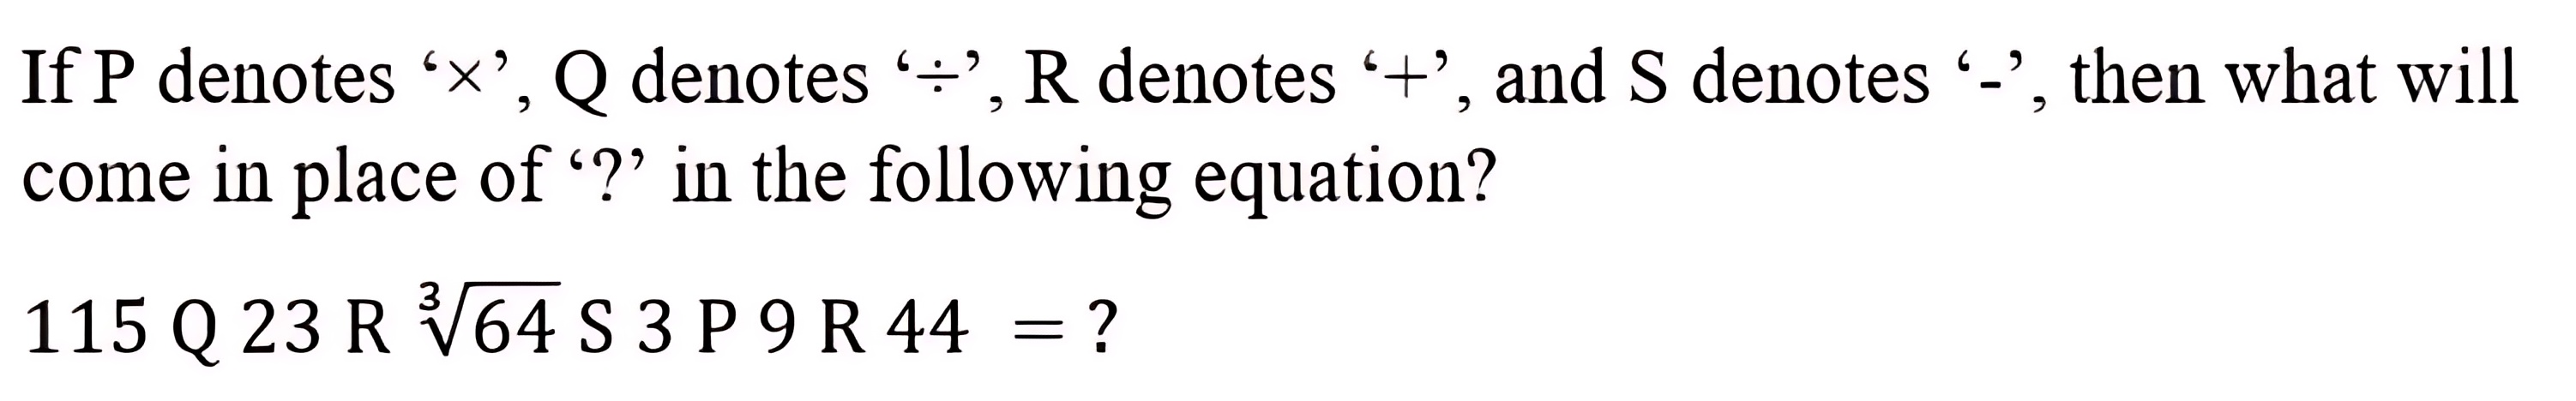 If P denotes ‘×’, Q denotes ‘÷’, R denotes ‘+’, and S denotes ‘-’, then what will
come in place of ‘?’ in the following equation?
115 Q 23 R ∛64 S 3 P 9 R 44 = ?